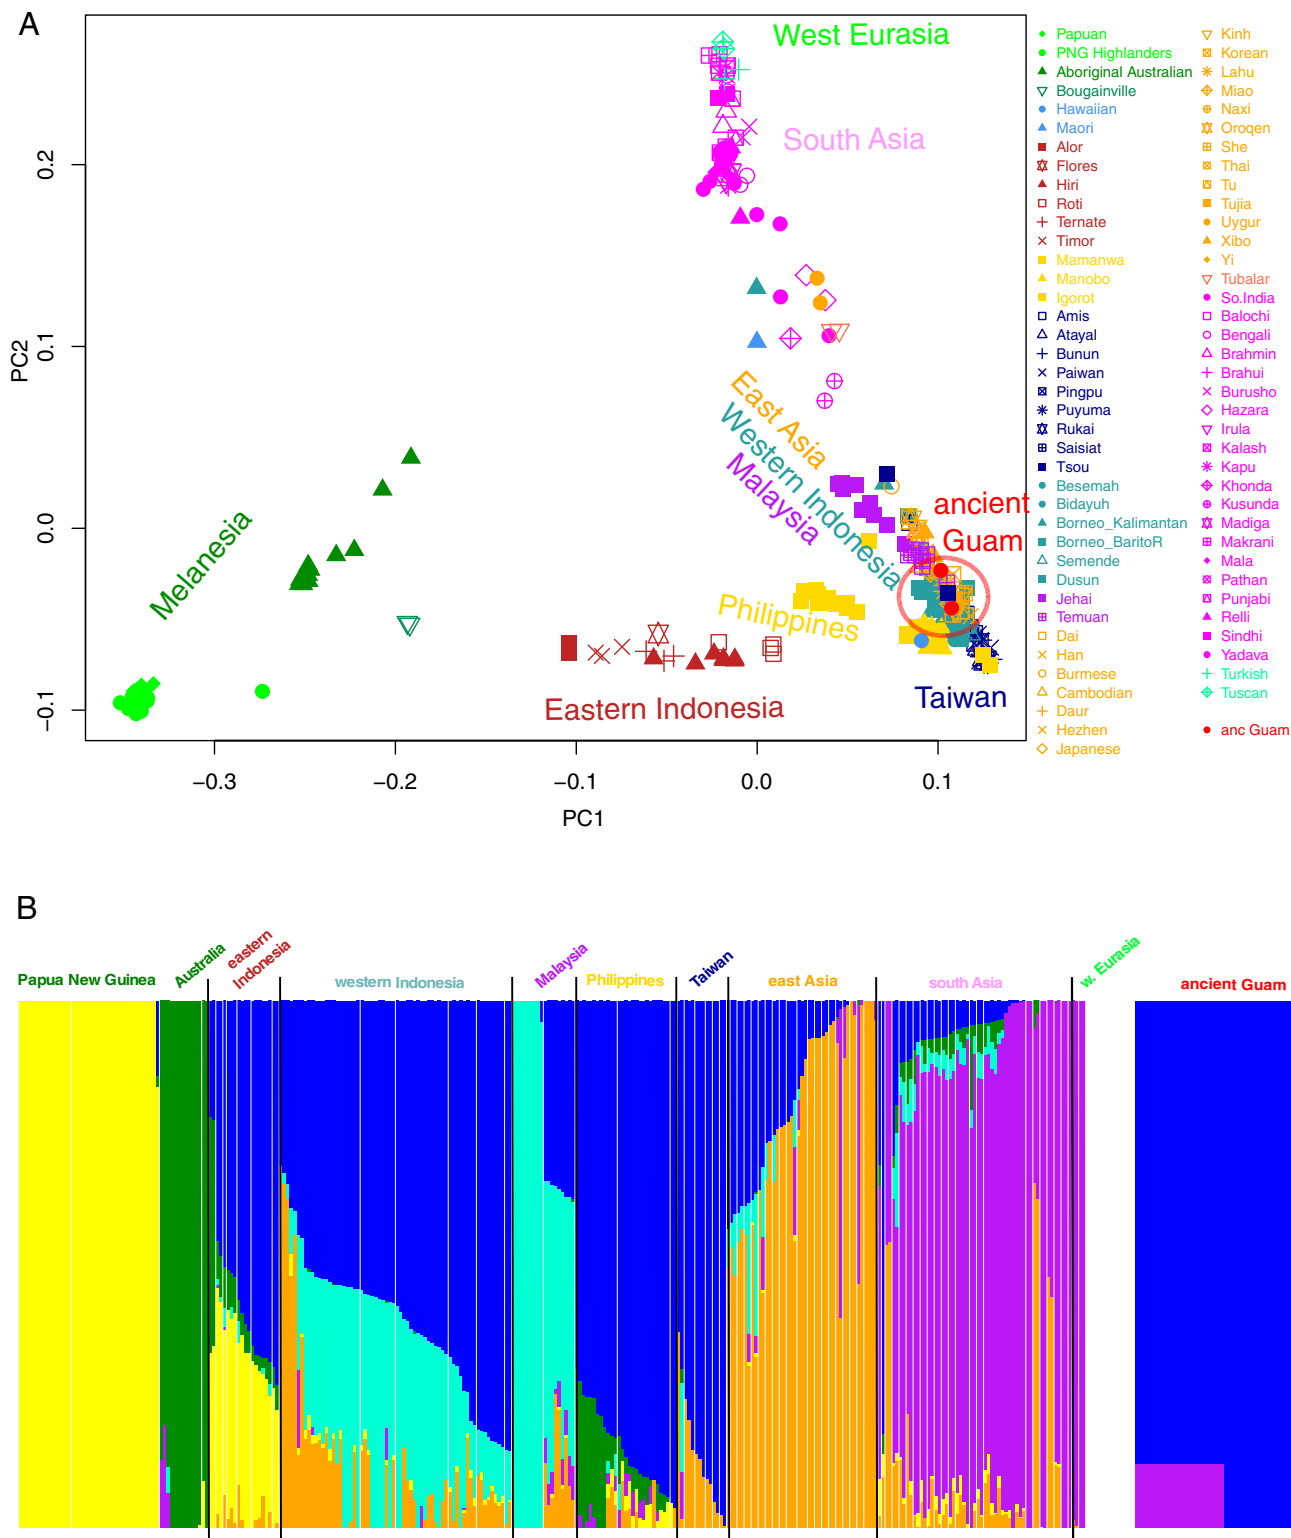 A
PC2
0.2
0.1
0.0
−0.1
−0.3
−0.2
−0.1
0.0
0.1
PC1
West Eurasia
South Asia
East Asia
Western Indonesia
Malaysia
ancient
Guam
Melanesia
Philippines
Eastern Indonesia
Taiwan
Papuan
PNG Highlanders
Aboriginal Australian
Bougainville
Hawaiian
Maori
Alor
Flores
Hiri
Roti
Ternate
Timor
Mamanwa
Manobo
Igorot
Amis
Atayal
Bunun
Paiwan
Pingpu
Puyuma
Rukai
Saisiat
Tsou
Besemah
Bidayuh
Borneo_Kalimantan
Borneo_BaritoR
Semende
Dusun
Jehai
Temuan
Dai
Han
Burmese
Cambodian
Daur
Hezhen
Japanese
Kinh
Korean
Lahu
Miao
Naxi
Oroqen
She
Thai
Tu
Tujia
Uygur
Xibo
Yi
Tubalar
So.India
Balochi
Bengali
Brahmin
Brahui
Burusho
Hazara
Irula
Kalash
Kapu
Khonda
Kusunda
Madiga
Makrani
Mala
Pathan
Punjabi
Relli
Sindhi
Yadava
Turkish
Tuscan
anc Guam
B
Papua New Guinea
Australia
eastern
Indonesia
western Indonesia
Malaysia
Philippines
Taiwan
east Asia
south Asia
w. Eurasia
ancient Guam